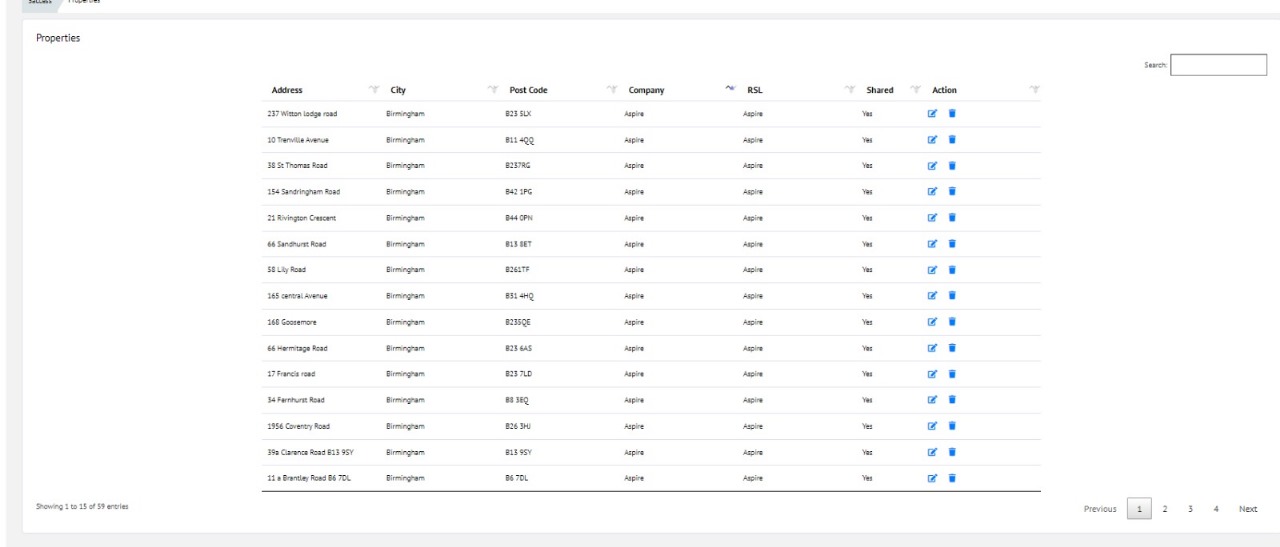 Success Properties
Properties
Search:
Address City Post Code Company RSL Shared Action
237 Witton lodge road Birmingham B23 5LX Aspire Aspire Yes
10 Trenville Avenue Birmingham B11 4QQ Aspire Aspire Yes
38 St Thomas Road Birmingham B237RG Aspire Aspire Yes
154 Sandringham Road Birmingham B42 1PG Aspire Aspire Yes
21 Rivington Crescent Birmingham B44 0PN Aspire Aspire Yes
66 Sandhurst Road Birmingham B13 8ET Aspire Aspire Yes
58 Lily Road Birmingham B261TF Aspire Aspire Yes
165 central Avenue Birmingham B31 4HQ Aspire Aspire Yes
168 Goosemore Birmingham B235QE Aspire Aspire Yes
66 Hermitage Road Birmingham B23 6AS Aspire Aspire Yes
17 Francis road Birmingham B23 7LD Aspire Aspire Yes
34 Fernhurst Road Birmingham B8 3EQ Aspire Aspire Yes
1956 Coventry Road Birmingham B26 3HJ Aspire Aspire Yes
39a Clarence Road B13 9SY Birmingham B13 9SY Aspire Aspire Yes
11 a Brantley Road B6 7DL Birmingham B6 7DL Aspire Aspire Yes
Showing 1 to 15 of 59 entries
Previous 1 2 3 4 Next